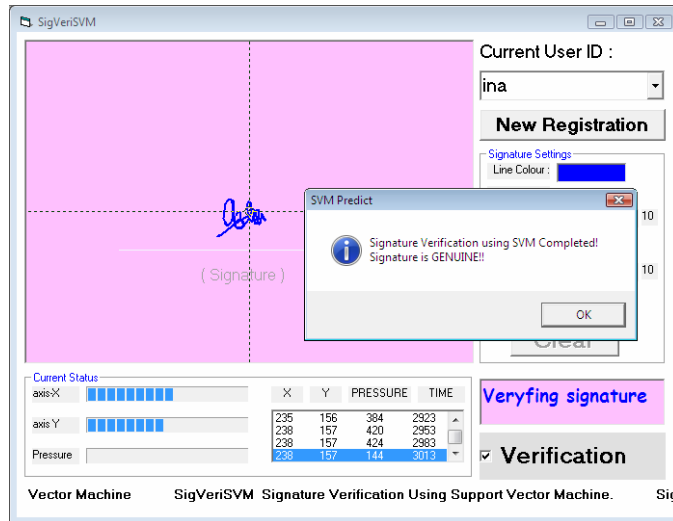 SigVeriSVM
Current User ID :
ina
New Registration
Signature Settings
Line Colour :
10
10
Clear
( Signature )
SVM Predict
Signature Verification using SVM Completed!
Signature is GENUINE!!
OK
Current Status
axis-X
axis Y
Pressure
X Y PRESSURE TIME
235 156 384 2923
238 157 420 2953
238 157 424 2983
238 157 144 3013
Veryfing signature
Verification
Vector Machine SigVeriSVM Signature Verification Using Support Vector Machine. Sig